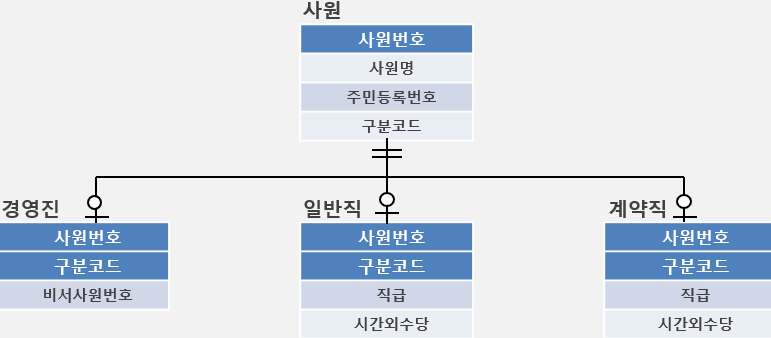 사원
사원번호
사원명
주민등록번호
구분코드
경영진
사원번호
구분코드
비서사원번호
일반직
사원번호
구분코드
직급
시간외수당
계약직
사원번호
구분코드
직급
시간외수당